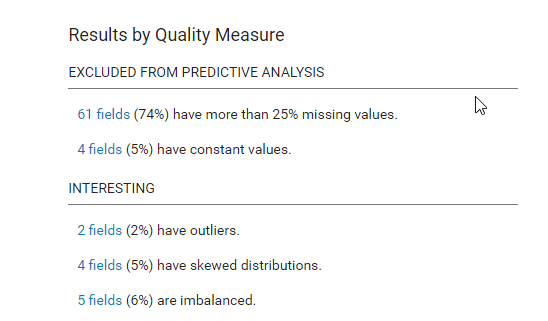 Results by Quality Measure
EXCLUDED FROM PREDICTIVE ANALYSIS
61 fields (74%) have more than 25% missing values.
4 fields (5%) have constant values.
INTERESTING
2 fields (2%) have outliers.
4 fields (5%) have skewed distributions.
5 fields (6%) are imbalanced.